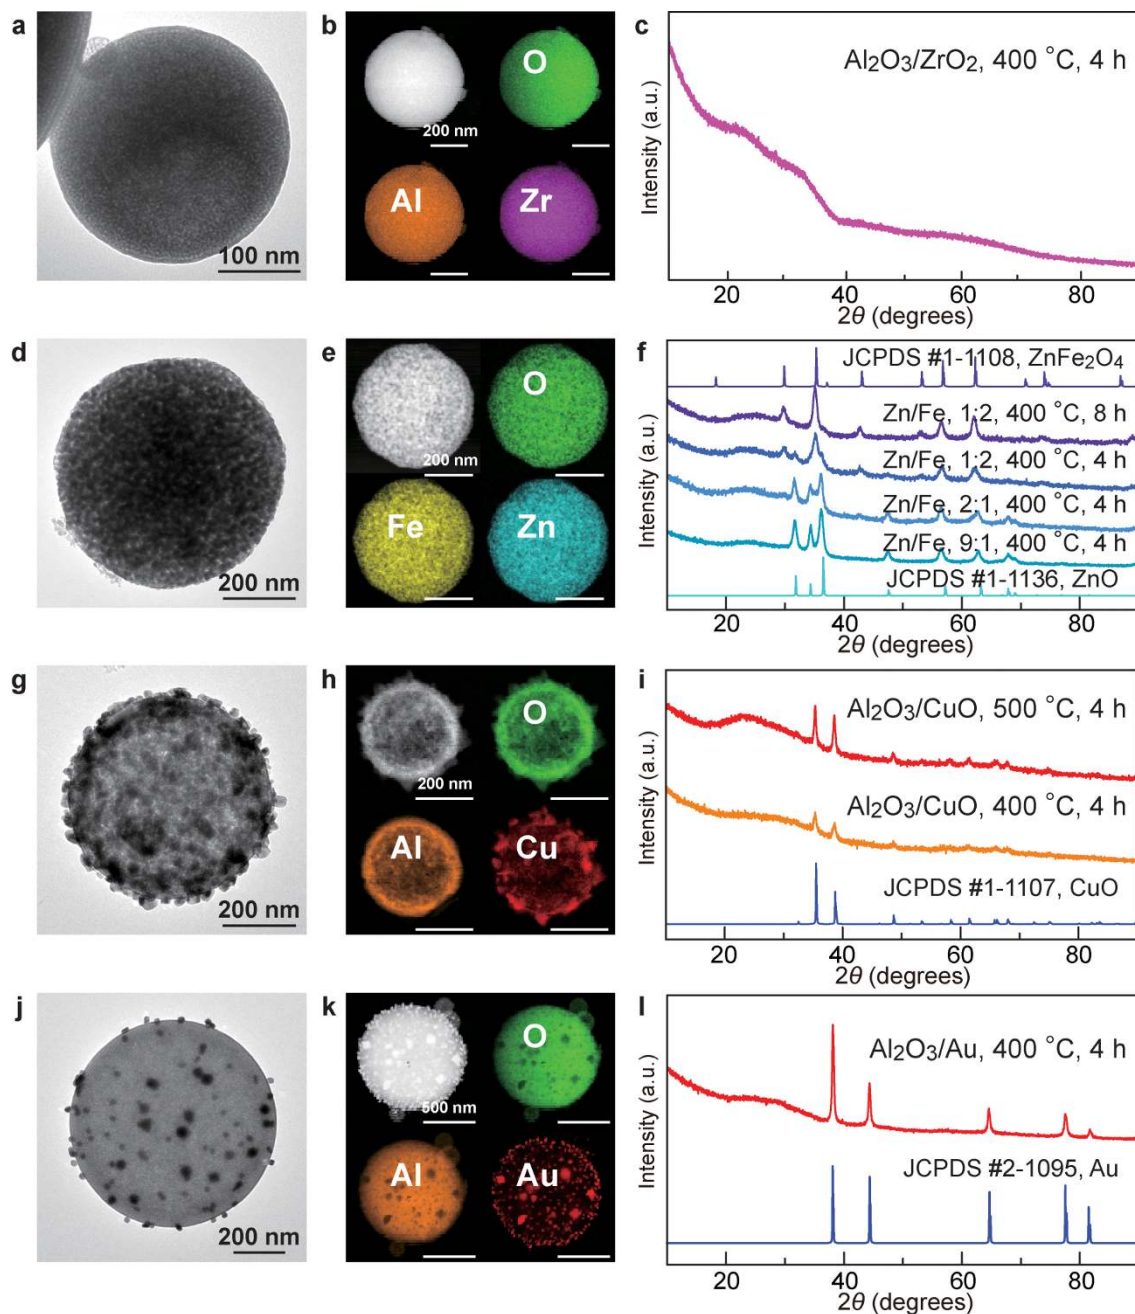 a
100 nm
b
O
200 nm
Al
Zr
c
Al₂O₃/ZrO₂, 400 °C, 4 h
Intensity (a.u.)
20 40 60 80
2θ (degrees)
d
200 nm
e
O
200 nm
Fe
Zn
f
JCPDS #1-1108, ZnFe₂O₄
Zn/Fe, 1:2, 400 °C, 8 h
Zn/Fe, 1:2, 400 °C, 4 h
Zn/Fe, 2:1, 400 °C, 4 h
Zn/Fe, 9:1, 400 °C, 4 h
JCPDS #1-1136, ZnO
Intensity (a.u.)
20 40 60 80
2θ (degrees)
g
200 nm
h
O
200 nm
Al
Cu
i
Al₂O₃/CuO, 500 °C, 4 h
Al₂O₃/CuO, 400 °C, 4 h
JCPDS #1-1107, CuO
Intensity (a.u.)
20 40 60 80
2θ (degrees)
j
200 nm
k
O
500 nm
Al
Au
l
Al₂O₃/Au, 400 °C, 4 h
JCPDS #2-1095, Au
Intensity (a.u.)
20 40 60 80
2θ (degrees)